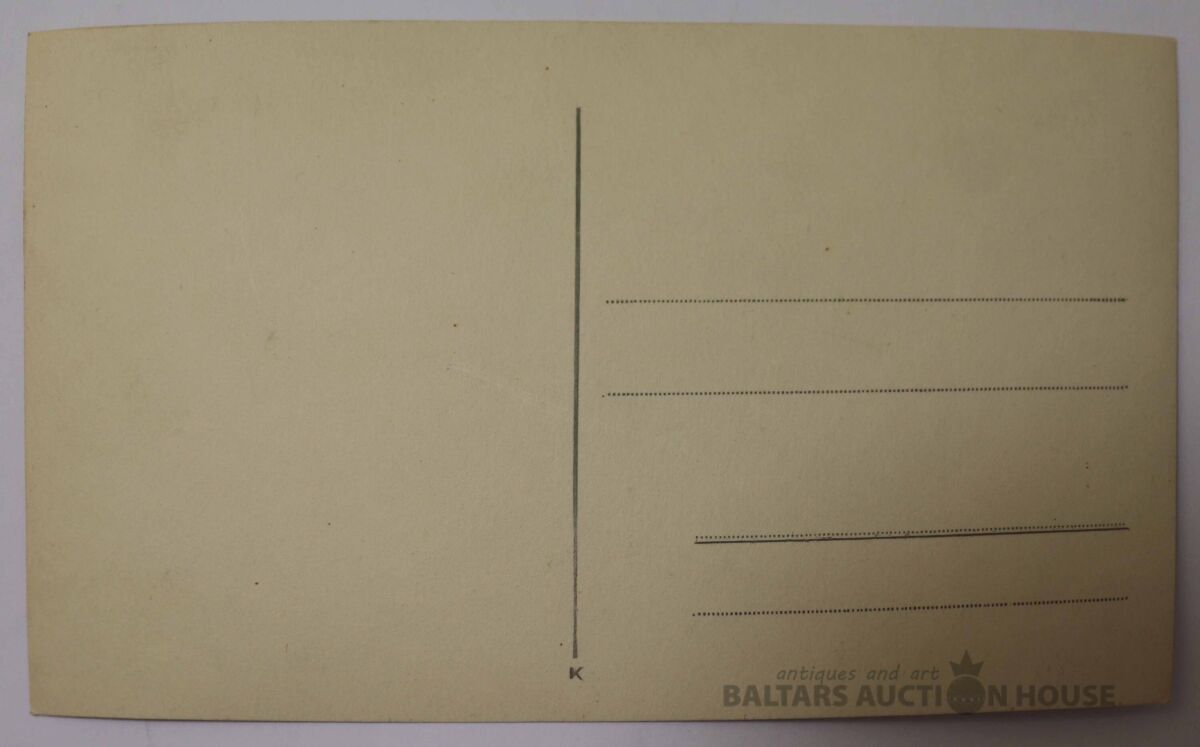 K
antiques and art
BALTARS AUCTION HOUSE